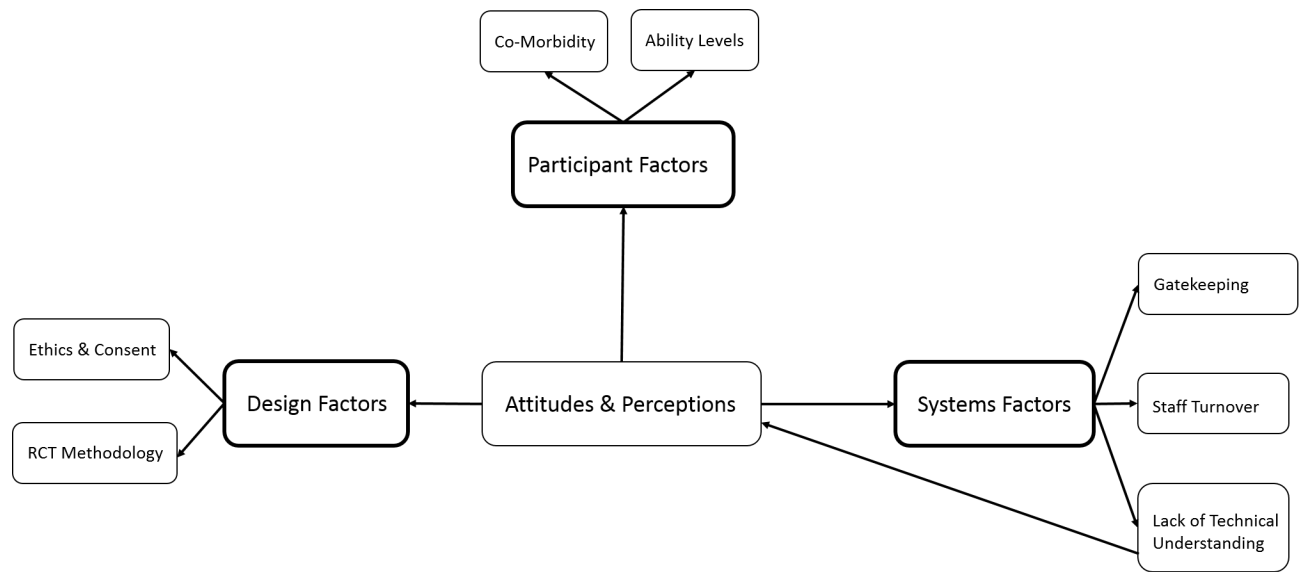 Co-Morbidity
Ability Levels
Participant Factors
Gatekeeping
Ethics & Consent
Design Factors
Attitudes & Perceptions
Systems Factors
Staff Turnover
RCT Methodology
Lack of Technical
Understanding